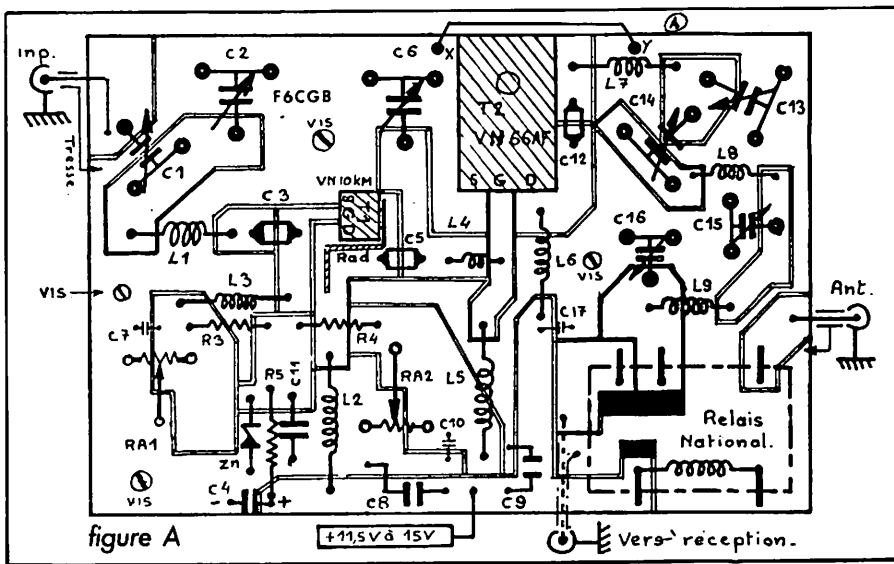 Inp.
C2
C6
X
Y
A
F6CGB
VIS
L7
C14
C13
T2
VN 66AF
C12
Tresse.
C1
VN10KM
S G D
L8
C3
S G D
C5
L4
C16
C15
L1
Rad
L6
VIS
VIS
L3
L9
Ant.
C7
R3
R4
C17
R5
C11
L2
RA2
L5
RA1
C10
Relais
National.
Zn
VIS
C4
- +
C8
C9
figure A
+11,5V à 15V
Vers réception.